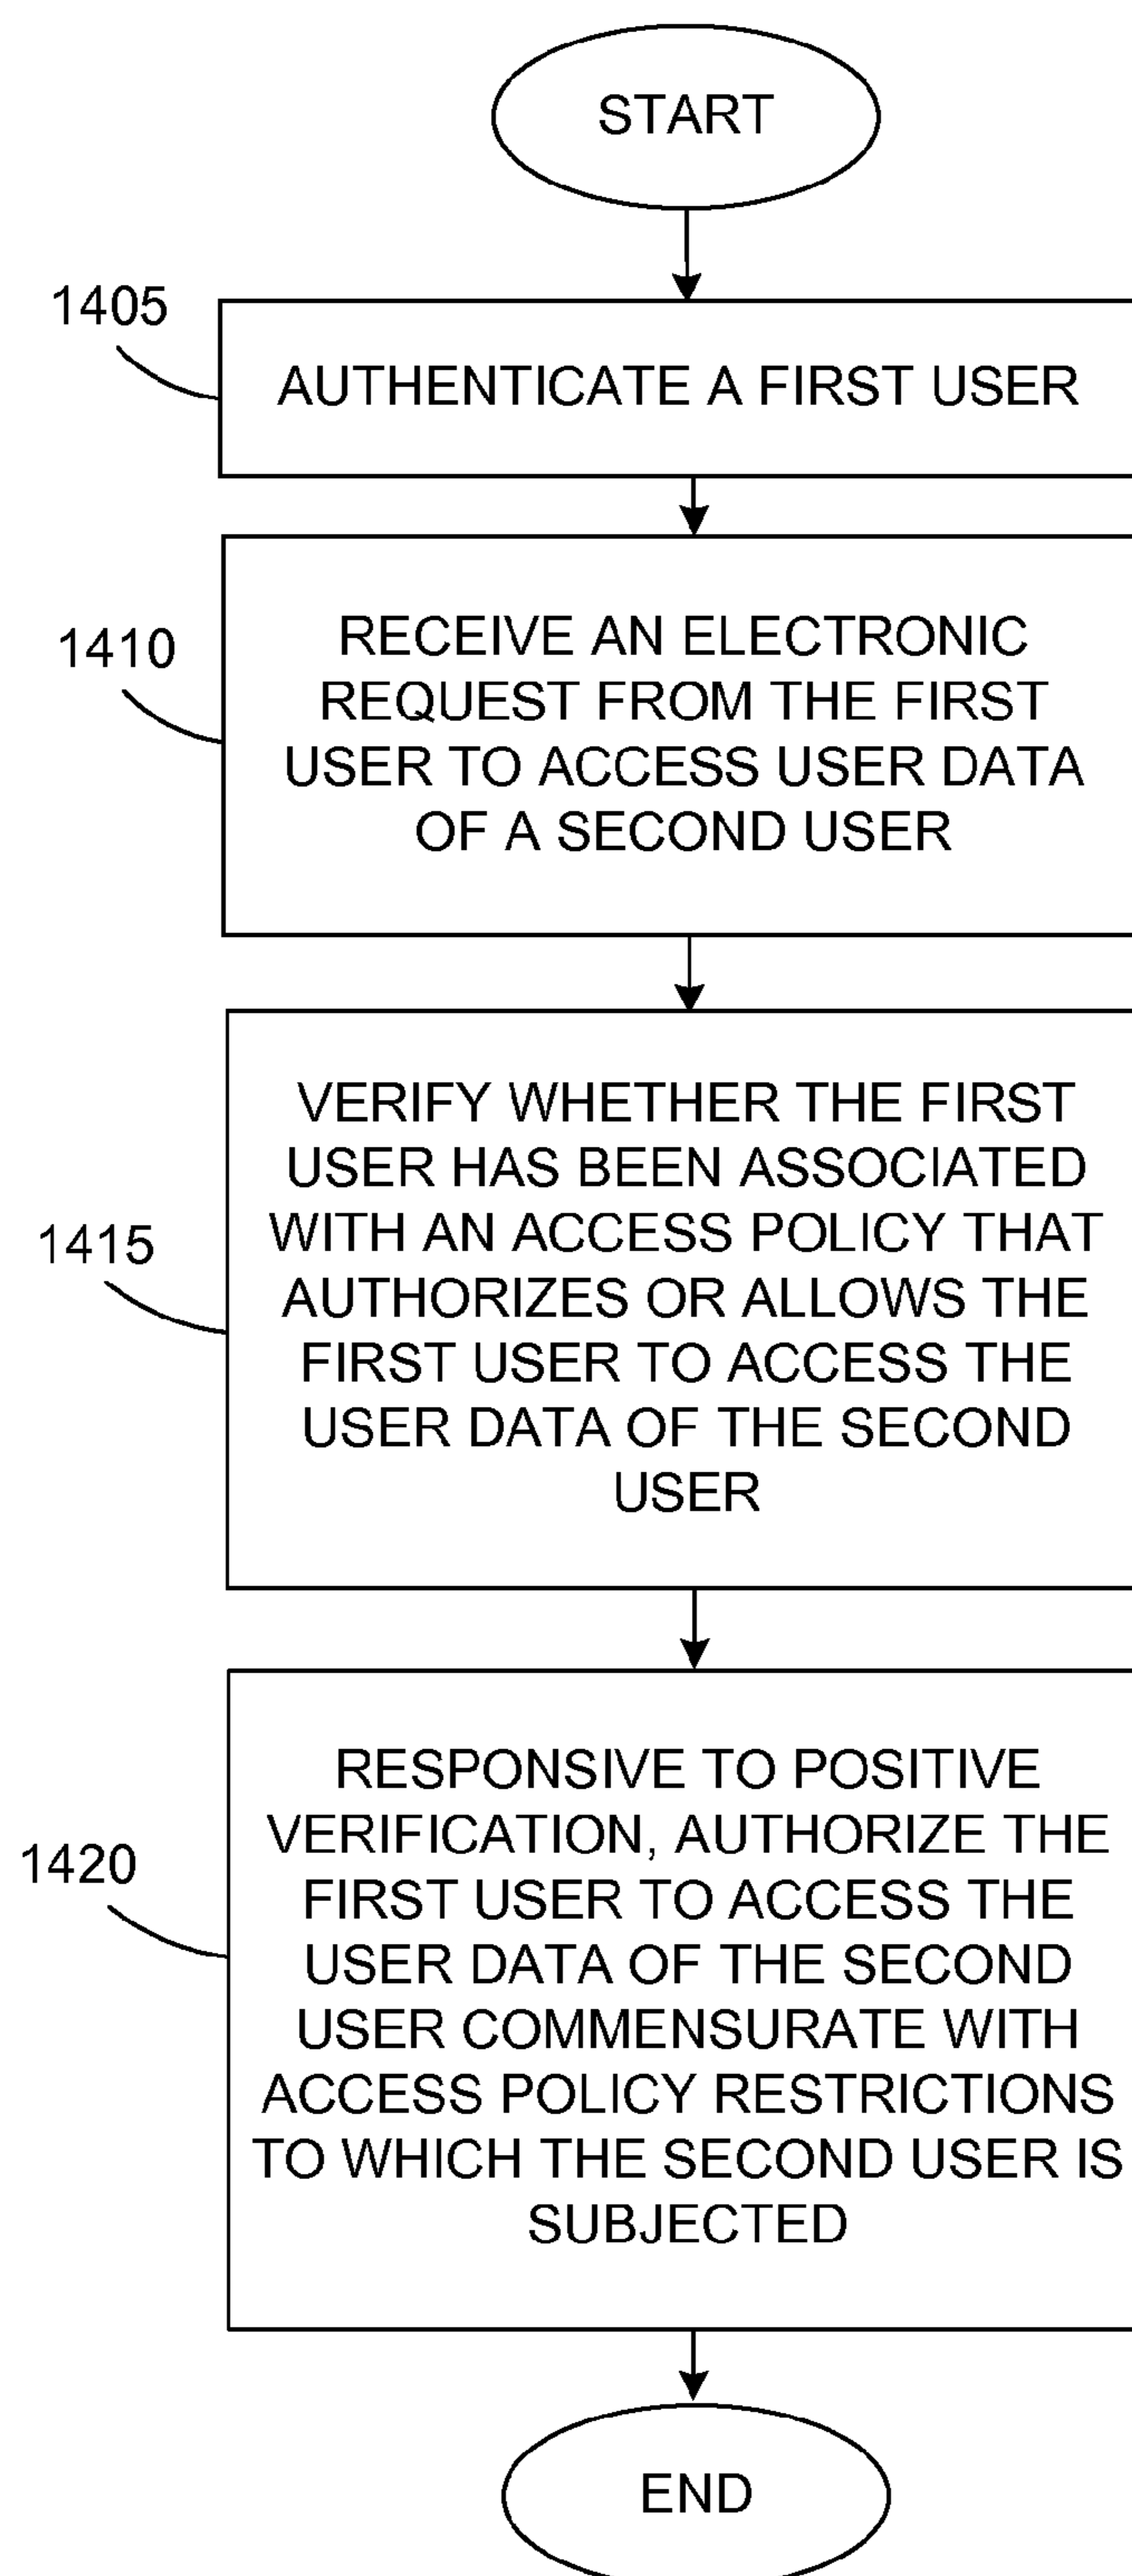 START
1405
AUTHENTICATE A FIRST USER
1410
RECEIVE AN ELECTRONIC
REQUEST FROM THE FIRST
USER TO ACCESS USER DATA
OF A SECOND USER
1415
VERIFY WHETHER THE FIRST
USER HAS BEEN ASSOCIATED
WITH AN ACCESS POLICY THAT
AUTHORIZES OR ALLOWS THE
FIRST USER TO ACCESS THE
USER DATA OF THE SECOND
USER
1420
RESPONSIVE TO POSITIVE
VERIFICATION, AUTHORIZE THE
FIRST USER TO ACCESS THE
USER DATA OF THE SECOND
USER COMMENSURATE WITH
ACCESS POLICY RESTRICTIONS
TO WHICH THE SECOND USER IS
SUBJECTED
END